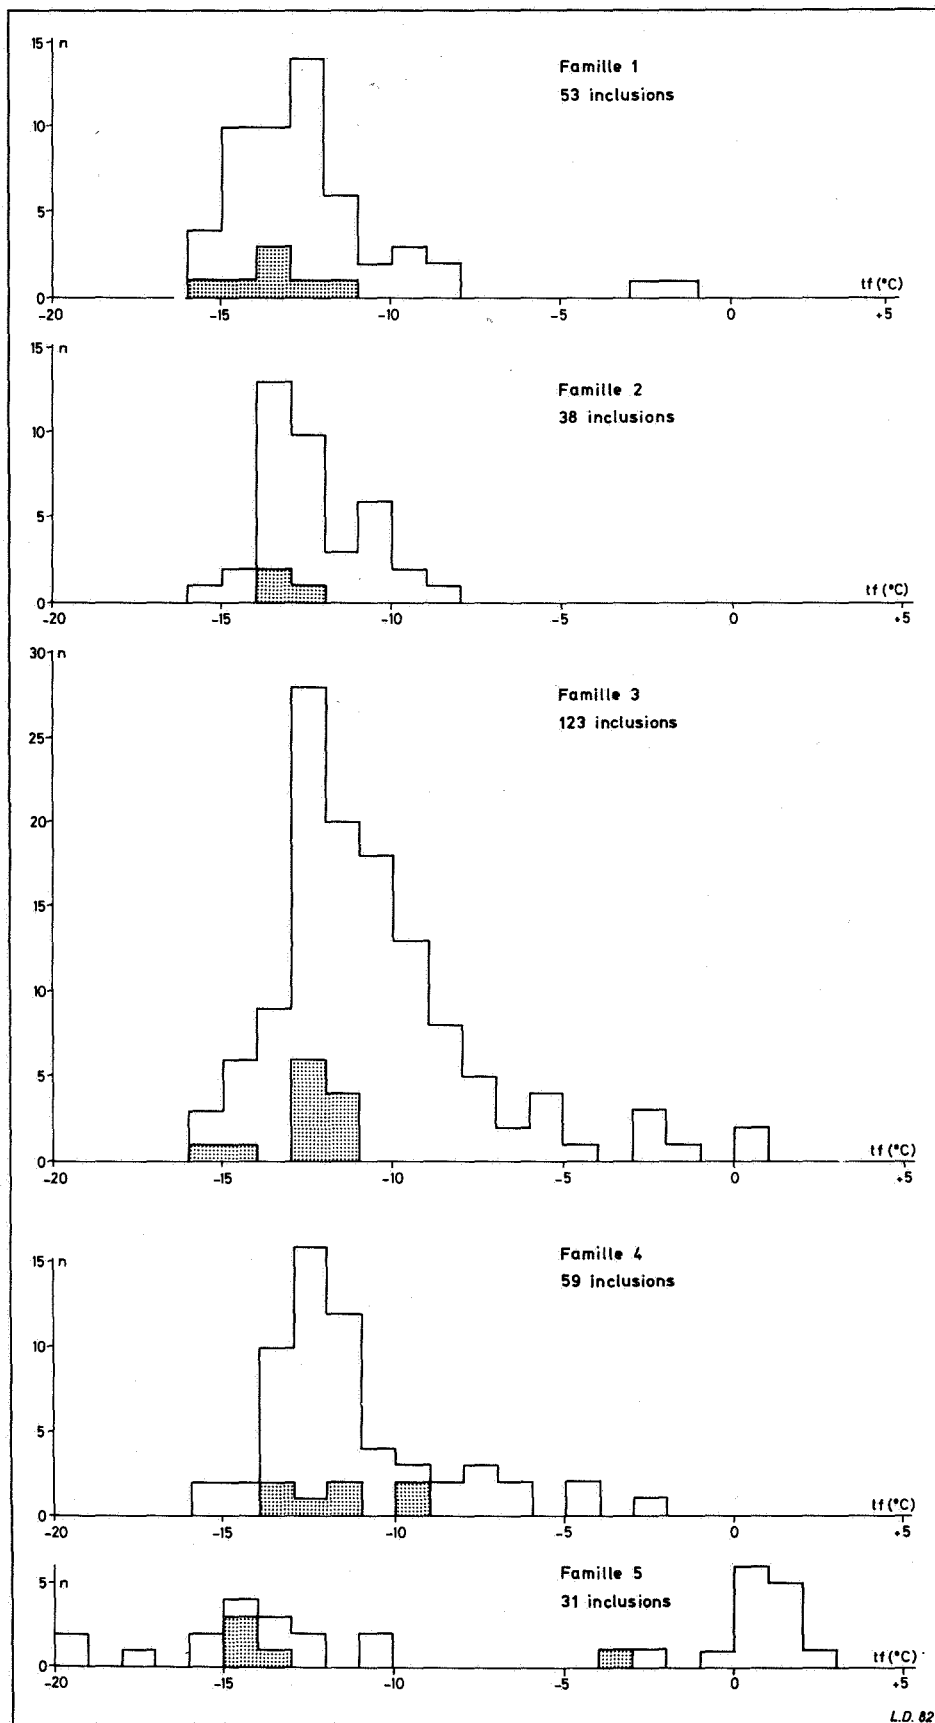 15 n
Famille 1
53 inclusions
10
5
0
tf (°C)
-20 -15 -10 -5 0 +5
15 n
Famille 2
38 inclusions
10
5
0
tf (°C)
-20 -15 -10 -5 0 +5
30 n
Famille 3
123 inclusions
25
20
15
10
5
0
tf (°C)
-20 -15 -10 -5 0 +5
15 n
Famille 4
59 inclusions
10
5
0
tf (°C)
-20 -15 -10 -5 0 +5
5 n
Famille 5
31 inclusions
0
tf (°C)
-20 -15 -10 -5 0 +5
L.D. 82